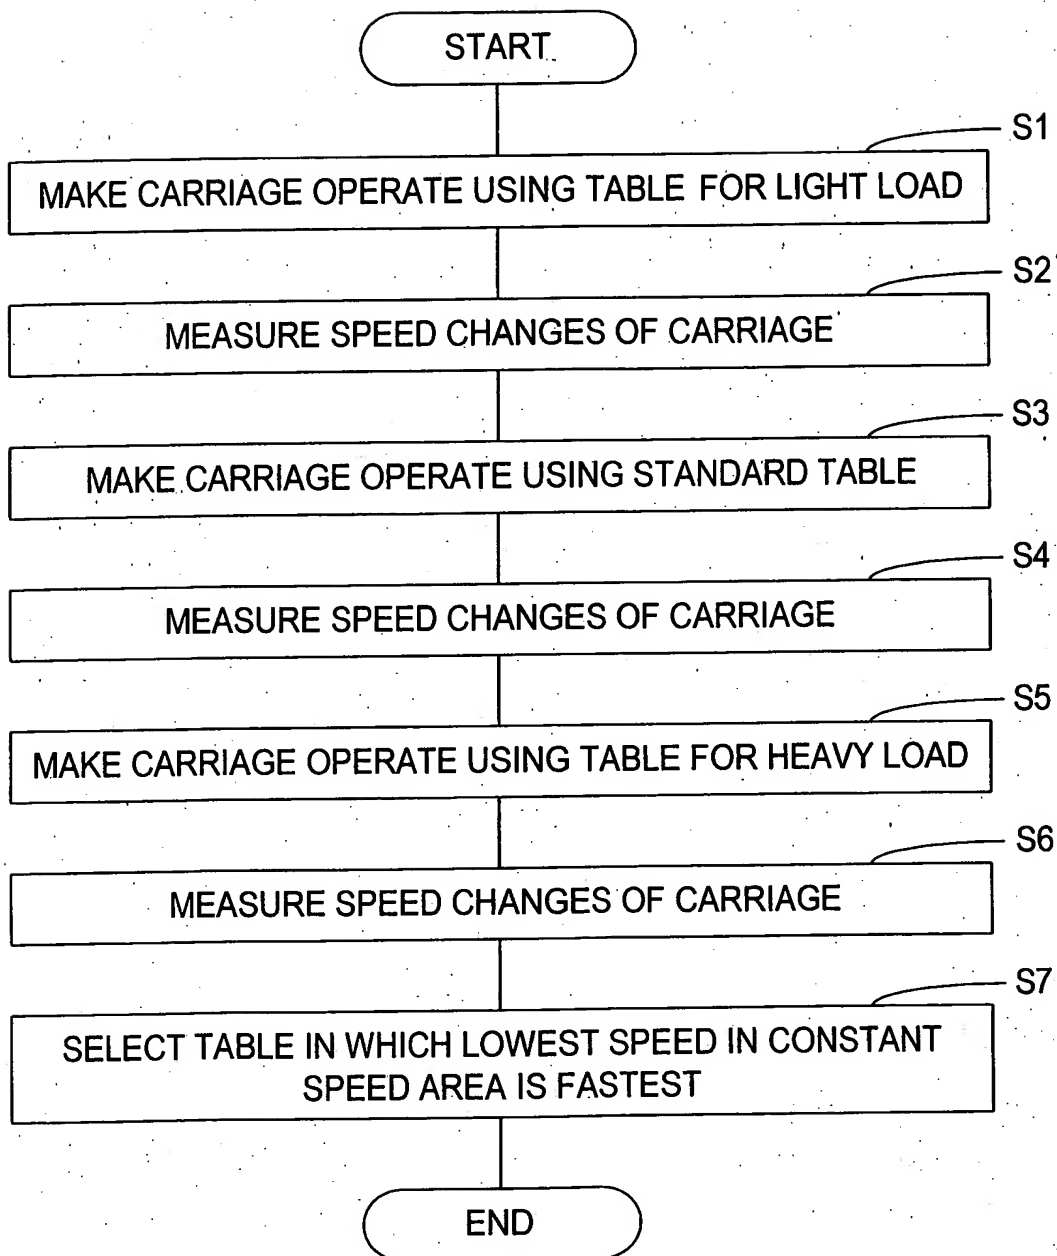 START
S1
MAKE CARRIAGE OPERATE USING TABLE FOR LIGHT LOAD
S2
MEASURE SPEED CHANGES OF CARRIAGE
S3
MAKE CARRIAGE OPERATE USING STANDARD TABLE
S4
MEASURE SPEED CHANGES OF CARRIAGE
S5
MAKE CARRIAGE OPERATE USING TABLE FOR HEAVY LOAD
S6
MEASURE SPEED CHANGES OF CARRIAGE
S7
SELECT TABLE IN WHICH LOWEST SPEED IN CONSTANT
SPEED AREA IS FASTEST
END